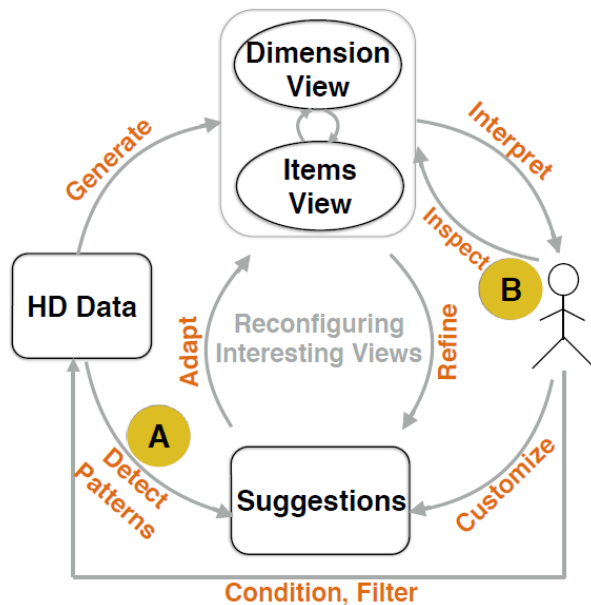 Dimension
View
Items
View
Generate
Interpret
Inspect
B
HD Data
Adapt
Reconfiguring
Interesting Views
Refine
A
Detect
Patterns
Suggestions
Customize
Condition, Filter